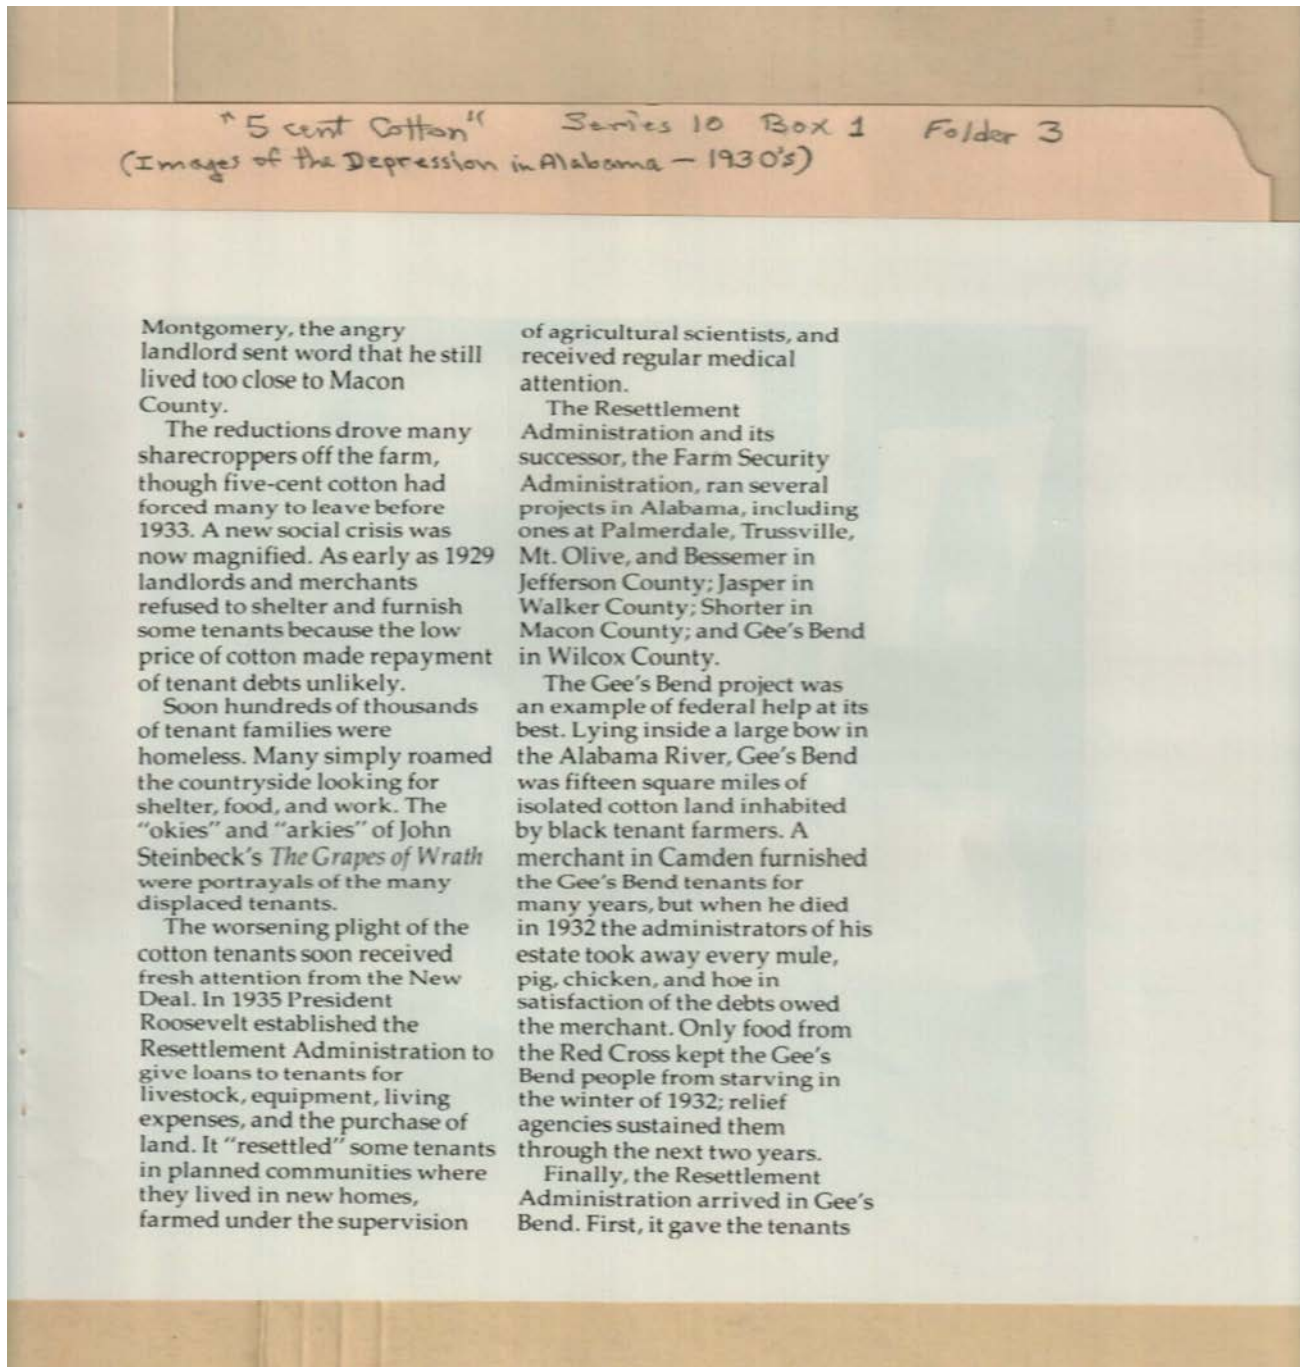 "5 cent Cotton" Series 10 Box 1 Folder 3
(Images of the Depression in Alabama — 1930's)
Montgomery, the angry
landlord sent word that he still
lived too close to Macon
County.
The reductions drove many
sharecroppers off the farm,
though five-cent cotton had
forced many to leave before
1933. A new social crisis was
now magnified. As early as 1929
landlords and merchants
refused to shelter and furnish
some tenants because the low
price of cotton made repayment
of tenant debts unlikely.
Soon hundreds of thousands
of tenant families were
homeless. Many simply roamed
the countryside looking for
shelter, food, and work. The
"okies" and "arkies" of John
Steinbeck's The Grapes of Wrath
were portrayals of the many
displaced tenants.
The worsening plight of the
cotton tenants soon received
fresh attention from the New
Deal. In 1935 President
Roosevelt established the
Resettlement Administration to
give loans to tenants for
livestock, equipment, living
expenses, and the purchase of
land. It "resettled" some tenants
in planned communities where
they lived in new homes,
farmed under the supervision
of agricultural scientists, and
received regular medical
attention.
The Resettlement
Administration and its
successor, the Farm Security
Administration, ran several
projects in Alabama, including
ones at Palmerdale, Trussville,
Mt. Olive, and Bessemer in
Jefferson County; Jasper in
Walker County; Shorter in
Macon County; and Gee's Bend
in Wilcox County.
The Gee's Bend project was
an example of federal help at its
best. Lying inside a large bow in
the Alabama River, Gee's Bend
was fifteen square miles of
isolated cotton land inhabited
by black tenant farmers. A
merchant in Camden furnished
the Gee's Bend tenants for
many years, but when he died
in 1932 the administrators of his
estate took away every mule,
pig, chicken, and hoe in
satisfaction of the debts owed
the merchant. Only food from
the Red Cross kept the Gee's
Bend people from starving in
the winter of 1932; relief
agencies sustained them
through the next two years.
Finally, the Resettlement
Administration arrived in Gee's
Bend. First, it gave the tenants